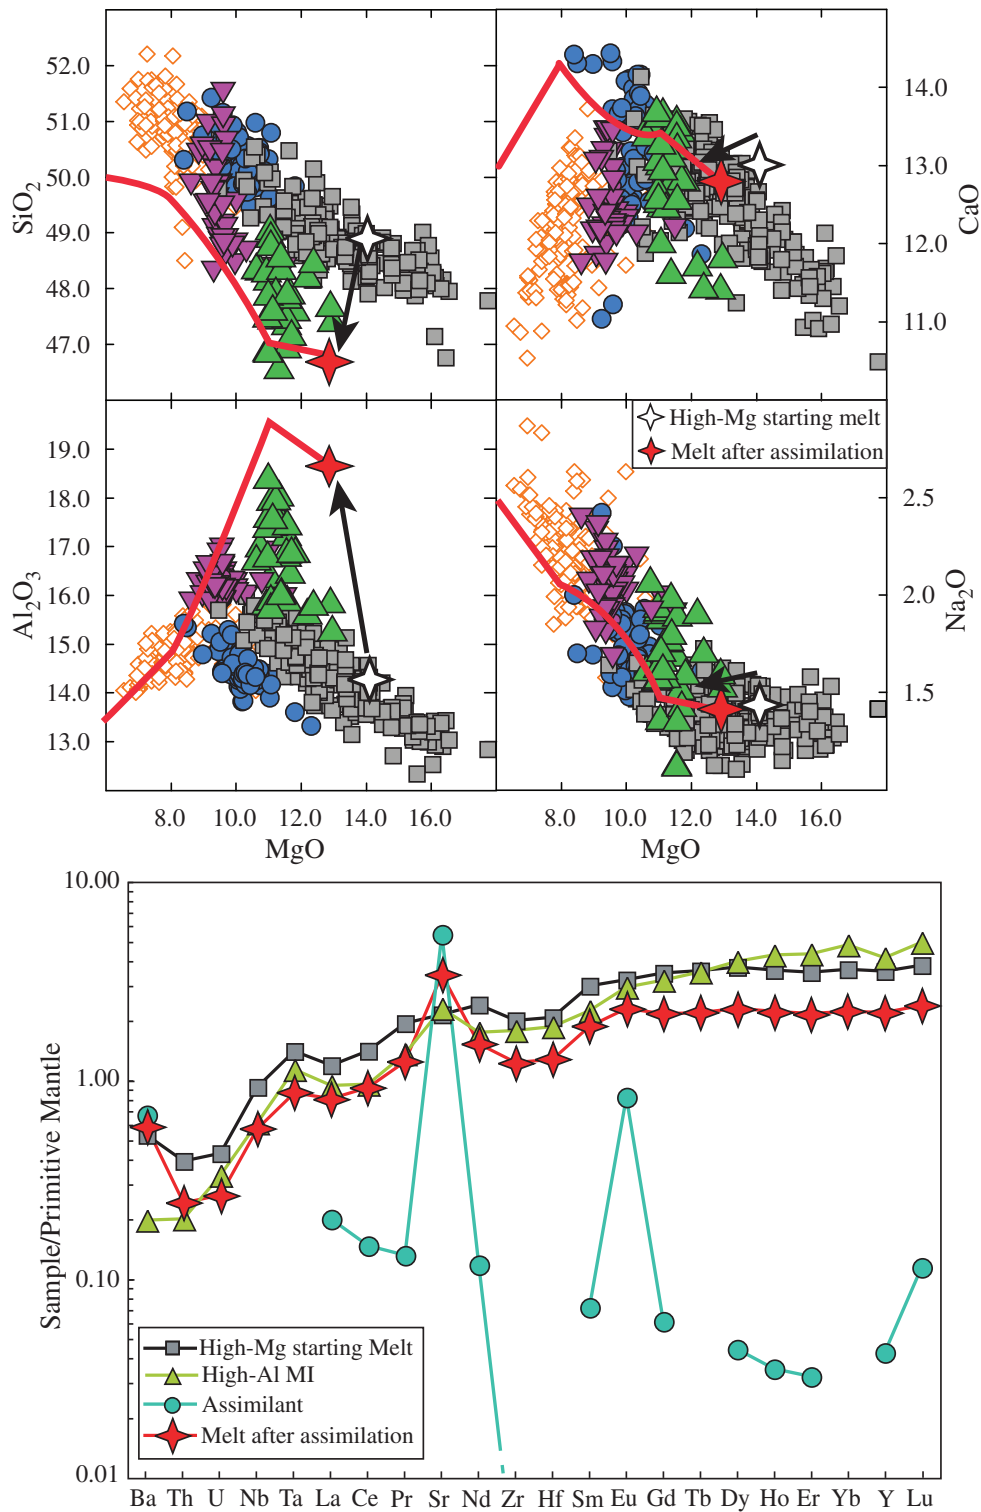 SiO2
52.0
51.0
50.0
49.0
48.0
47.0
14.0
13.0
12.0
11.0
CaO
Al2O3
19.0
18.0
17.0
16.0
15.0
14.0
13.0
High-Mg starting melt
Melt after assimilation
2.5
2.0
1.5
Na2O
8.0 10.0 12.0 14.0 16.0
MgO
8.0 10.0 12.0 14.0 16.0
MgO
Sample/Primitive Mantle
10.00
1.00
0.10
0.01
High-Mg starting Melt
High-Al MI
Assimilant
Melt after assimilation
Ba Th U Nb Ta La Ce Pr Sr Nd Zr Hf Sm Eu Gd Tb Dy Ho Er Yb Y Lu